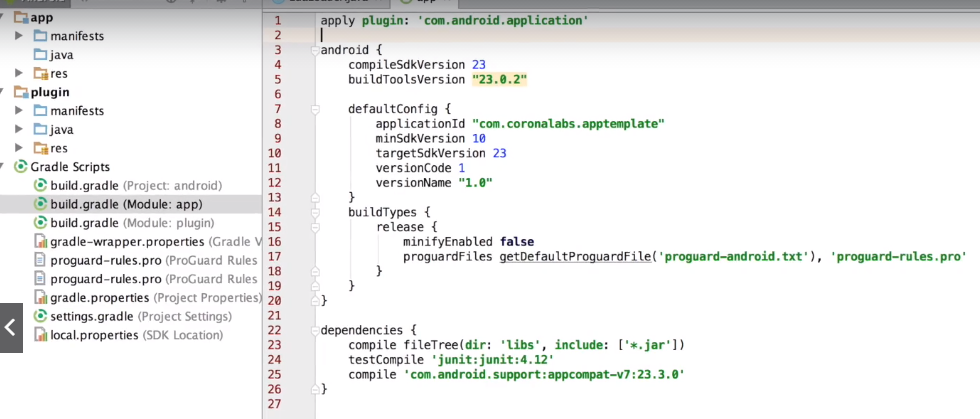 app
manifests
java
res
plugin
manifests
java
res
Gradle Scripts
build.gradle (Project: android)
build.gradle (Module: app)
build.gradle (Module: plugin)
gradle-wrapper.properties (Gradle V
proguard-rules.pro (ProGuard Rules
proguard-rules.pro (ProGuard Rules
gradle.properties (Project Properties)
settings.gradle (Project Settings)
local.properties (SDK Location)
1 apply plugin: 'com.android.application'
2
3 android {
4 compileSdkVersion 23
5 buildToolsVersion "23.0.2"
6
7 defaultConfig {
8 applicationId "com.coronalabs.apptemplate"
9 minSdkVersion 10
10 targetSdkVersion 23
11 versionCode 1
12 versionName "1.0"
13 }
14 buildTypes {
15 release {
16 minifyEnabled false
17 proguardFiles getDefaultProguardFile('proguard-android.txt'), 'proguard-rules.pro'
18 }
19 }
20 }
21
22 dependencies {
23 compile fileTree(dir: 'libs', include: ['*.jar'])
24 testCompile 'junit:junit:4.12'
25 compile 'com.android.support:appcompat-v7:23.3.0'
26 }
27